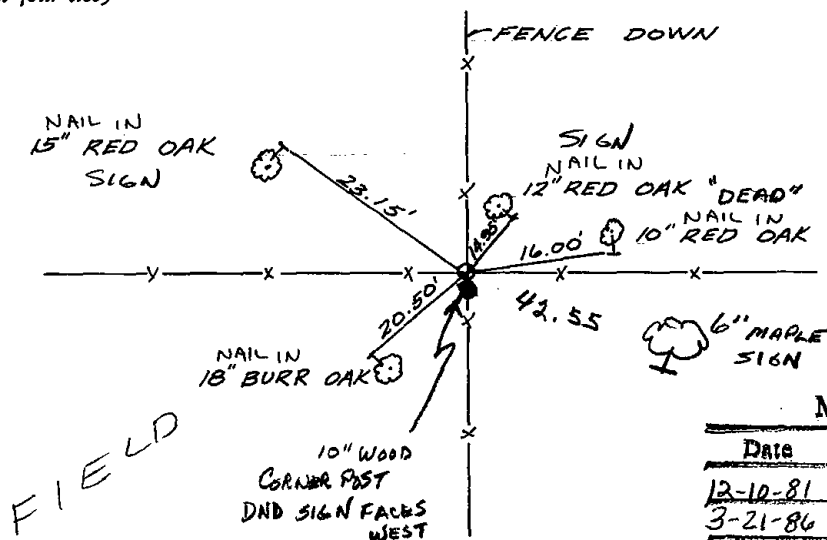 FENCE DOWN
NAIL IN
15" RED OAK
SIGN
SIGN
NAIL IN
12" RED OAK "DEAD"
NAIL IN
10" RED OAK
23.15'
14.95'
16.00'
20.50'
42.55
6" MAPLE
SIGN
NAIL IN
18" BURR OAK
FIELD
10" WOOD
CORNER POST
DND SIGN FACES
WEST
Date
12-10-81
3-21-86